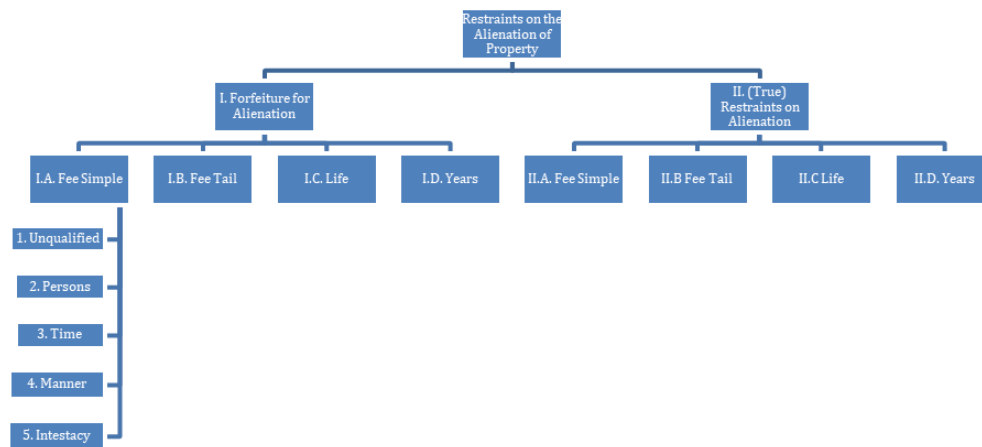 Restraints on the
Alienation of
Property
I. Forfeiture for
Alienation
II. (True)
Restraints on
Alienation
I.A. Fee Simple
I.B. Fee Tail
I.C. Life
I.D. Years
II.A. Fee Simple
II.B Fee Tail
II.C Life
II.D. Years
1. Unqualified
2. Persons
3. Time
4. Manner
5. Intestacy